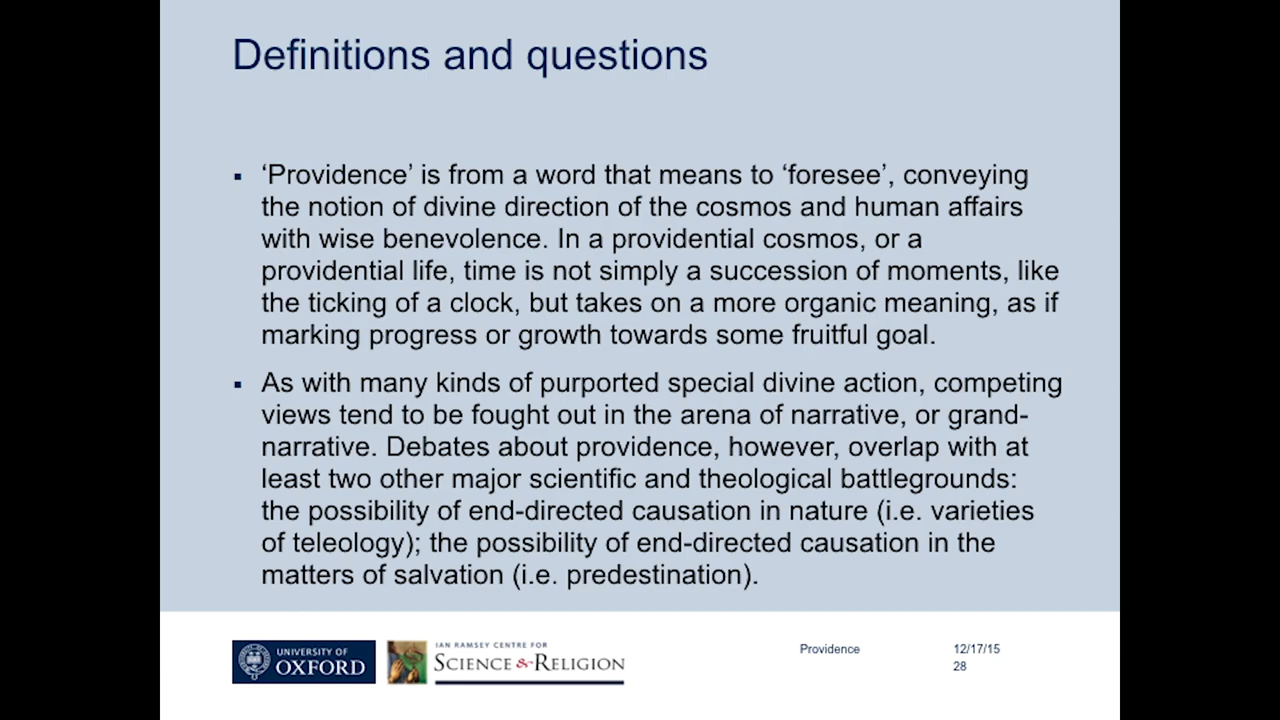 Definitions and questions
▪ ‘Providence’ is from a word that means to ‘foresee’, conveying
the notion of divine direction of the cosmos and human affairs
with wise benevolence. In a providential cosmos, or a
providential life, time is not simply a succession of moments, like
the ticking of a clock, but takes on a more organic meaning, as if
marking progress or growth towards some fruitful goal.
▪ As with many kinds of purported special divine action, competing
views tend to be fought out in the arena of narrative, or grand-
narrative. Debates about providence, however, overlap with at
least two other major scientific and theological battlegrounds:
the possibility of end-directed causation in nature (i.e. varieties
of teleology); the possibility of end-directed causation in the
matters of salvation (i.e. predestination).
UNIVERSITY OF
OXFORD
IAN RAMSEY CENTRE FOR
SCIENCE & RELIGION
Providence
12/17/15
28